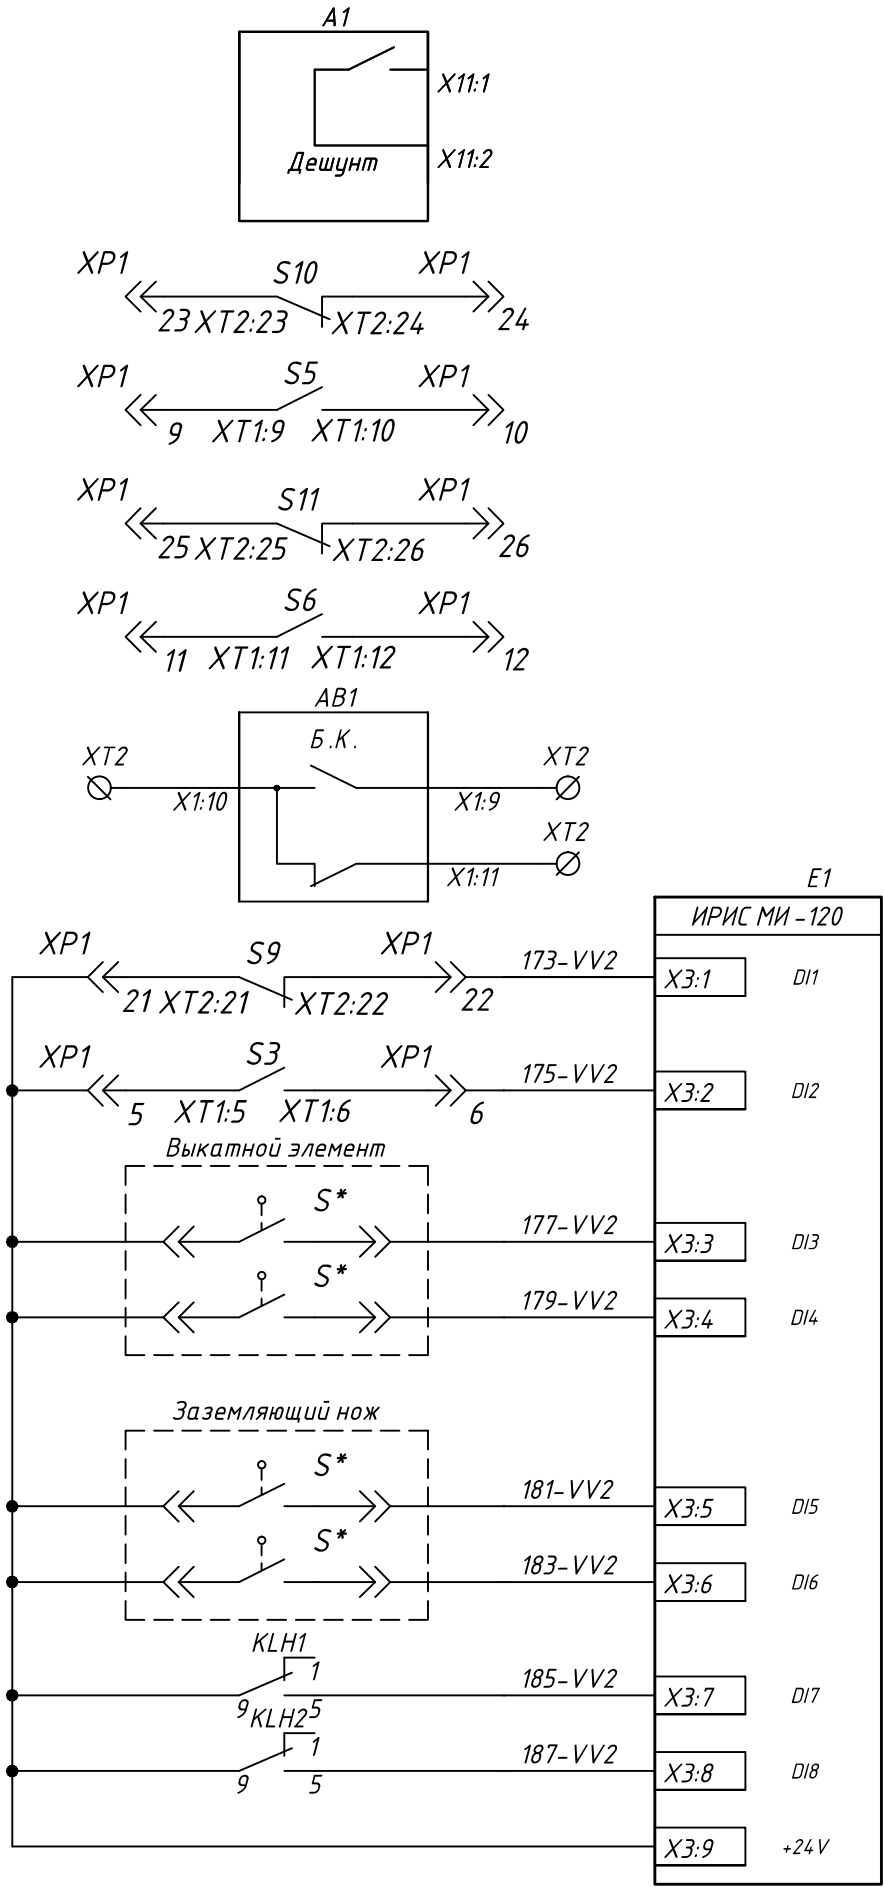 A1
X11:1
Дешунт
X11:2
XP1 S10 XP1
23 XT2:23 XT2:24 24
XP1 S5 XP1
9 XT1:9 XT1:10 10
XP1 S11 XP1
25 XT2:25 XT2:26 26
XP1 S6 XP1
11 XT1:11 XT1:12 12
AB1
Б.К.
XT2 XT2
X1:10 X1:9
XT2
X1:11
E1
ИРИС МИ -120
XP1 S9 XP1 173-VV2
X3:1 DI1
21 XT2:21 XT2:22 22
XP1 S3 XP1 175-VV2
X3:2 DI2
5 XT1:5 XT1:6 6
Выкатной элемент
S* 177-VV2
X3:3 DI3
S* 179-VV2
X3:4 DI4
Заземляющий нож
S* 181-VV2
X3:5 DI5
S* 183-VV2
X3:6 DI6
KLH1
1 185-VV2
X3:7 DI7
9 5
KLH2
1 187-VV2
X3:8 DI8
9 5
X3:9 +24V